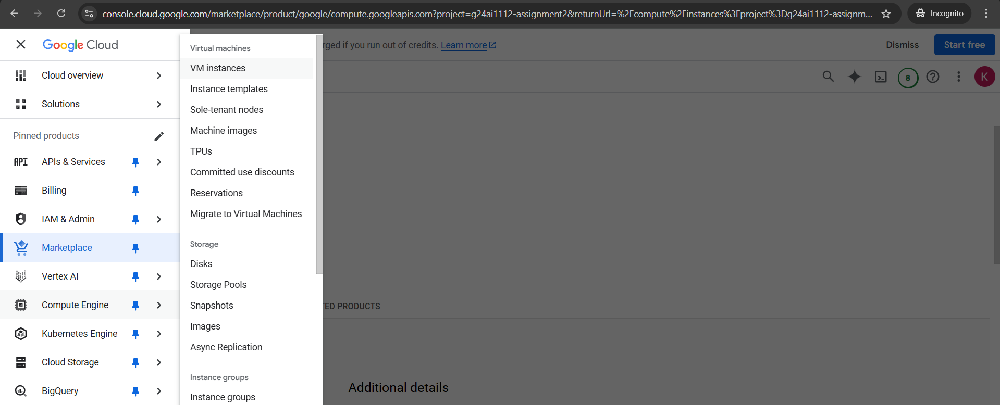 console.cloud.google.com/marketplace/product/google/compute.googleapis.com?project=g24ai1112-assignment2&returnUrl=%2Fcompute%2Finstances%3Fproject%3Dg24ai1112-assignm...
Incognito
Google Cloud
rged if you run out of credits. Learn more
Dismiss
Start free
8
K
Cloud overview
Solutions
Pinned products
API APIs & Services
Billing
IAM & Admin
Marketplace
Vertex AI
Compute Engine
Kubernetes Engine
Cloud Storage
BigQuery
Virtual machines
VM instances
Instance templates
Sole-tenant nodes
Machine images
TPUs
Committed use discounts
Reservations
Migrate to Virtual Machines
Storage
Disks
Storage Pools
Snapshots
Images
Async Replication
Instance groups
Instance groups
TED PRODUCTS
Additional details